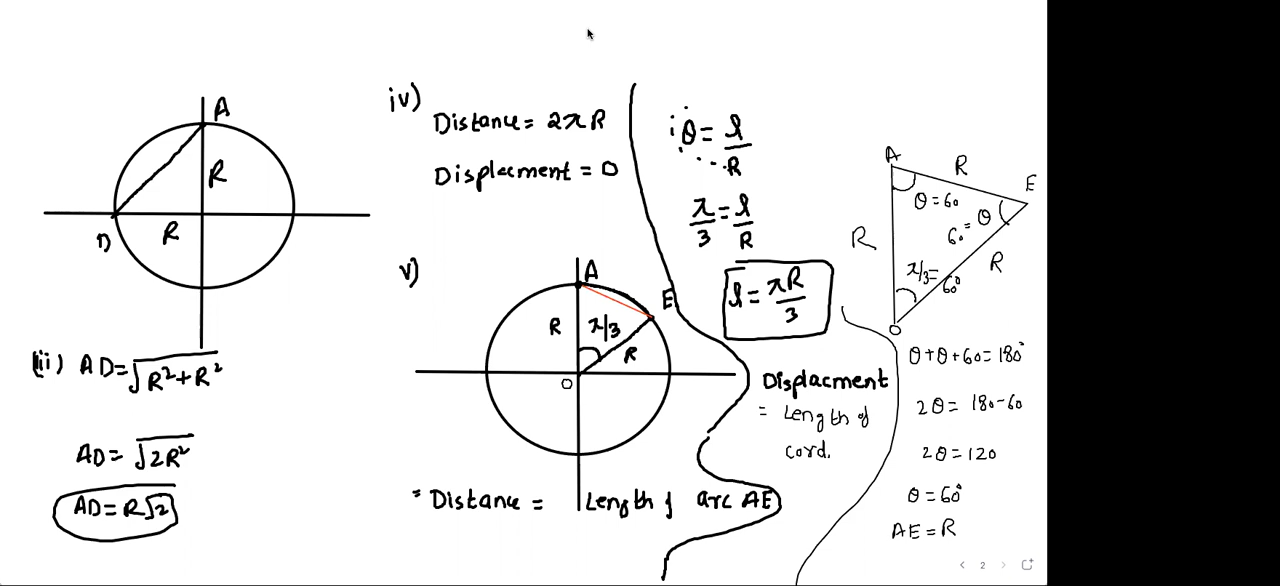 A
R
D
R
(ii) AD=√R²+R²
AD= √2R²
AD=R√2
iv)
Distance= 2πR
Displacment = 0
v)
A
E
R
π/3
R
O
= Distance = Length of arc AE
θ= l/R
π/3=l/R
l= πR/3
Displacment
= Length of
cord.
A
R
E
θ=60
60=θ
R
R
π/3=60°
O
θ+θ+60=180°
2θ= 180-60
2θ=120
θ=60°
AE=R
2